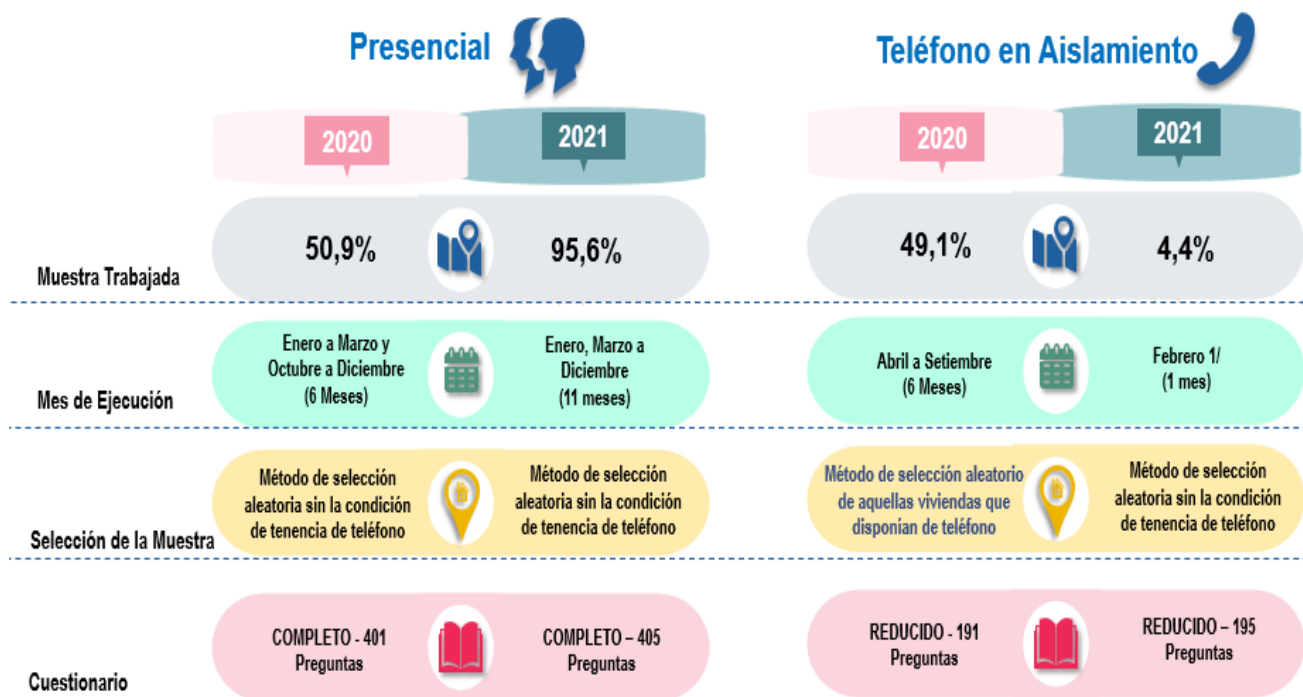 Presencial
Teléfono en Aislamiento
2020
2021
2020
2021
Muestra Trabajada
50,9%
95,6%
49,1%
4,4%
Mes de Ejecución
Enero a Marzo y
Octubre a Diciembre
(6 Meses)
Enero, Marzo a
Diciembre
(11 meses)
Abril a Setiembre
(6 Meses)
Febrero 1/
(1 mes)
Selección de la Muestra
Método de selección
aleatoria sin la condición
de tenencia de teléfono
Método de selección
aleatoria sin la condición
de tenencia de teléfono
Método de selección aleatorio
de aquellas viviendas que
disponían de teléfono
Método de selección
aleatoria sin la condición
de tenencia de teléfono
Cuestionario
COMPLETO - 401
Preguntas
COMPLETO – 405
Preguntas
REDUCIDO - 191
Preguntas
REDUCIDO – 195
Preguntas